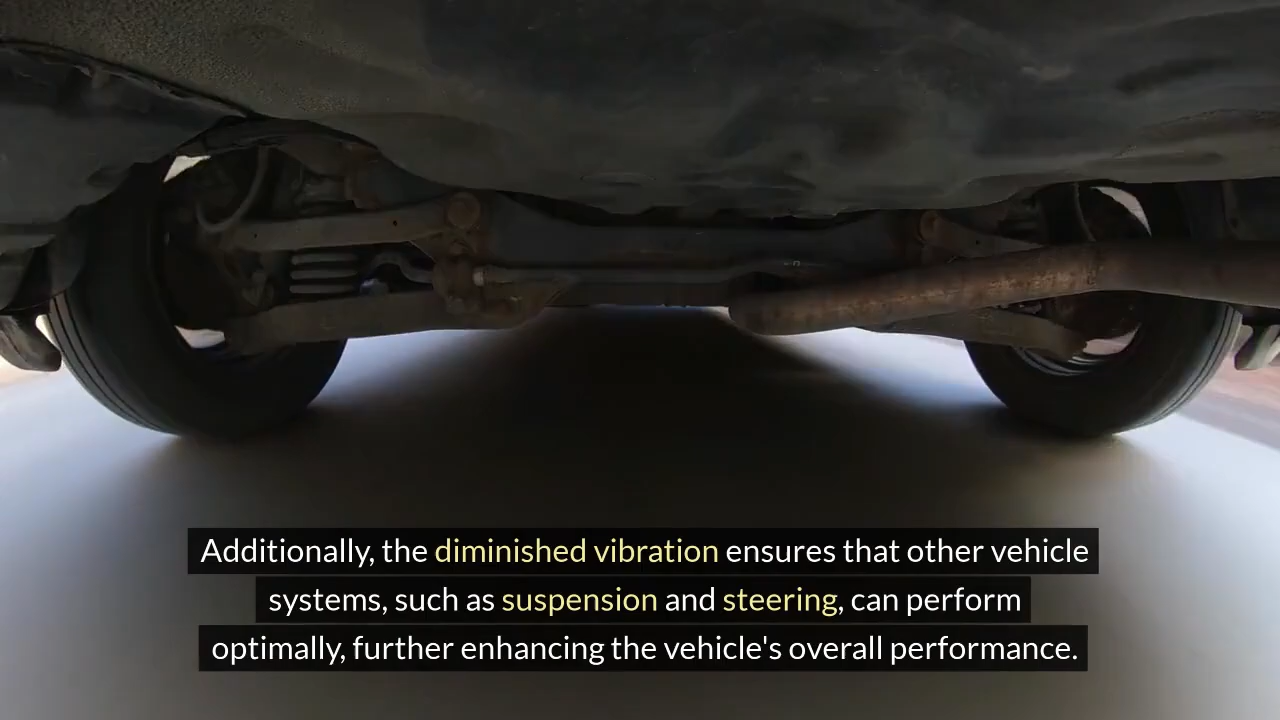 Additionally, the diminished vibration ensures that other vehicle
systems, such as suspension and steering, can perform
optimally, further enhancing the vehicle's overall performance.